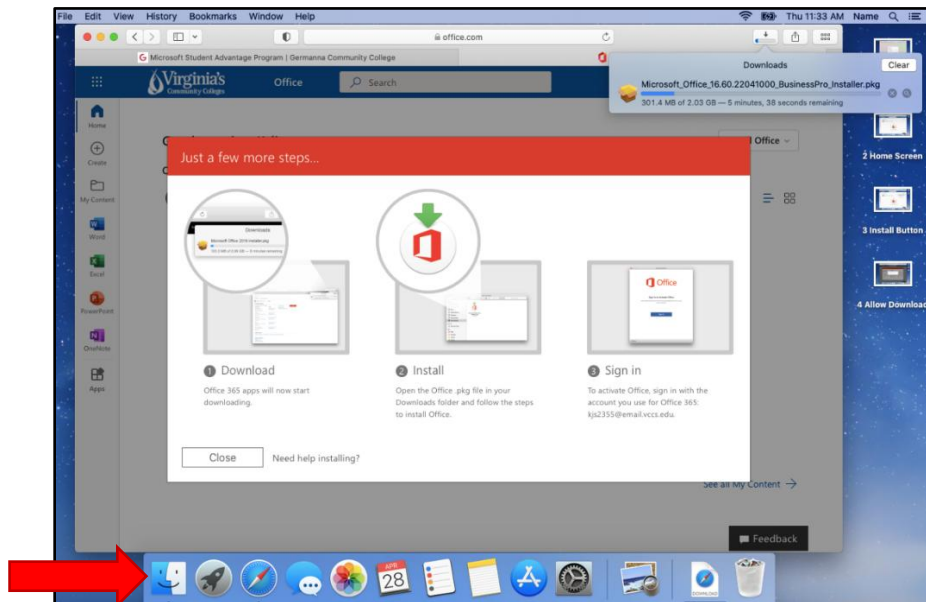 File Edit View History Bookmarks Window Help
Thu 11:33 AM Name
office.com
Microsoft Student Advantage Program | Germanna Community College
Downloads
Clear
Microsoft_Office_16.60.22041000_BusinessPro_Installer.pkg
301.4 MB of 2.03 GB — 5 minutes, 38 seconds remaining
Virginia's
Community Colleges
Office
Search
Home
Create
My Content
Word
Excel
PowerPoint
OneNote
Apps
Office
Just a few more steps...
Downloads
Office
1 Download
Office 365 apps will now start
downloading.
2 Install
Open the Office .pkg file in your
Downloads folder and follow the steps
to install Office.
3 Sign in
To activate Office, sign in with the
account you use for Office 365:
kjs2355@email.vccs.edu.
Close
Need help installing?
See all My Content
Feedback
2 Home Screen
3 Install Button
4 Allow Download
APR
28
DOWNLOAD